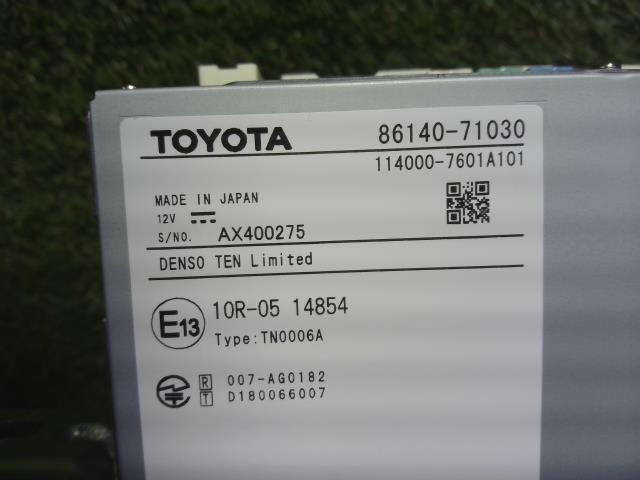 TOYOTA 86140-71030
114000-7601A101
MADE IN JAPAN
12V
S/NO. AX400275
DENSO TEN Limited
E13 10R-05 14854
Type:TN0006A
R 007-AG0182
T D180066007